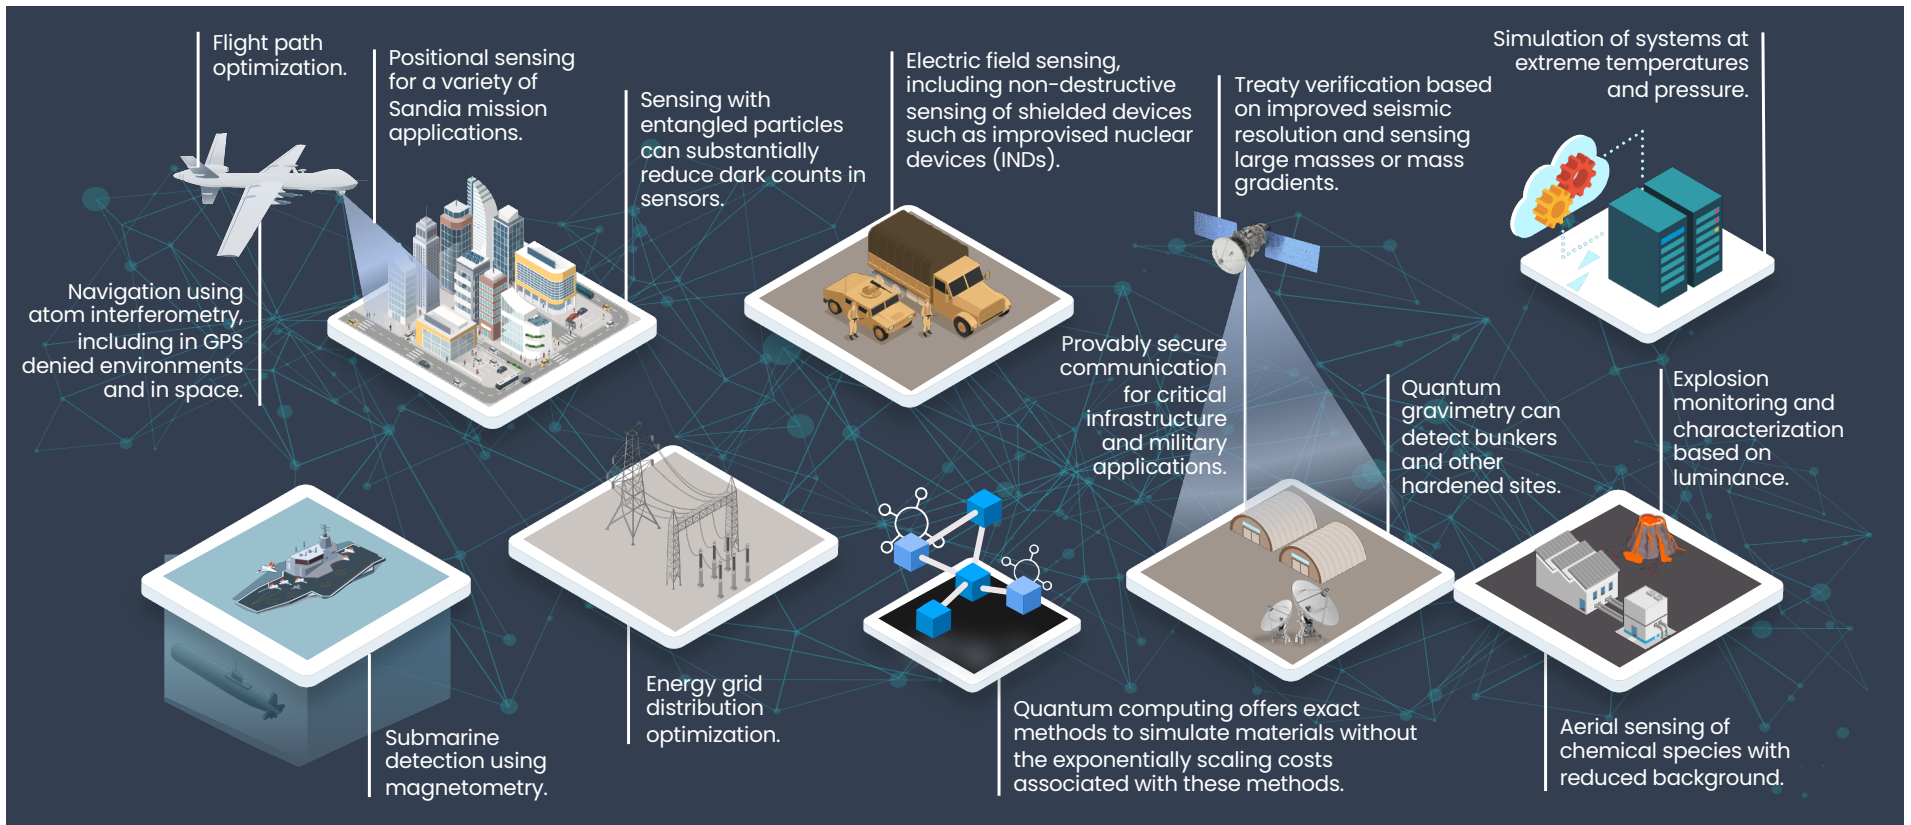 Flight path
optimization.
Positional sensing
for a variety of
Sandia mission
applications.
Sensing with
entangled particles
can substantially
reduce dark counts in
sensors.
Electric field sensing,
including non-destructive
sensing of shielded devices
such as improvised nuclear
devices (INDs).
Treaty verification based
on improved seismic
resolution and sensing
large masses or mass
gradients.
Simulation of systems at
extreme temperatures
and pressure.
Navigation using
atom interferometry,
including in GPS
denied environments
and in space.
Provably secure
communication
for critical
infrastructure
and military
applications.
Quantum
gravimetry can
detect bunkers
and other
hardened sites.
Explosion
monitoring and
characterization
based on
luminance.
Submarine
detection using
magnetometry.
Energy grid
distribution
optimization.
Quantum computing offers exact
methods to simulate materials without
the exponentially scaling costs
associated with these methods.
Aerial sensing of
chemical species with
reduced background.